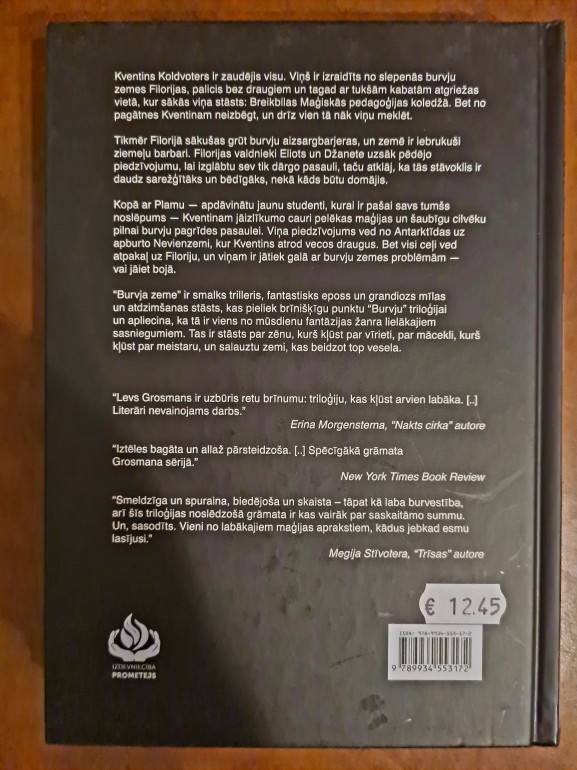 Kventins Koldvoters ir zaudējis visu. Viņš ir izraidīts no slepenās burvju
zemes Filorijas, palicis bez draugiem un tagad ar tukšām kabatām atgriežas
vietā, kur sākās viņa stāsts: Breikbilas Maģiskās pedagoģijas koledžā. Bet no
pagātnes Kventinam neizbēgt, un drīz vien tā nāk viņu meklēt.
Tikmēr Filorijā sākušas grūt burvju aizsargbarjeras, un zemē ir iebrukuši
ziemeļu barbari. Filorijas valdnieki Eliots un Džanete uzsāk pēdējo
piedzīvojumu, lai izglābtu sev tik dārgo pasauli, taču atklāj, ka tās stāvoklis ir
daudz sarežģītāks un bēdīgāks, nekā kāds būtu domājis.
Kopā ar Plamu — apdāvinātu jaunu studenti, kurai ir pašai savs tumšs
noslēpums — Kventinam jāizlīkumo cauri pelēkas maģijas un šaubīgu cilvēku
pilnai burvju pagrīdes pasaulei. Viņa piedzīvojums ved no Antarktīdas uz
apburto Nevienzemi, kur Kventins atrod vecos draugus. Bet visi ceļi ved
atpakaļ uz Filoriju, un viņam ir jātiek galā ar burvju zemes problēmām —
vai jāiet bojā.
“Burvja zeme” ir smalks trilleris, fantastisks eposs un grandiozs mīlas
un atdzimšanas stāsts, kas pieliek brīnišķīgu punktu “Burvju” triloģijai
un apliecina, ka tā ir viens no mūsdienu fantāzijas žanra lielākajiem
sasniegumiem. Tas ir stāsts par zēnu, kurš kļūst par vīrieti, par mācekli, kurš
kļūst par meistaru, un salauztu zemi, kas beidzot top vesela.
“Levs Grosmans ir uzbūris retu brīnumu: triloģiju, kas kļūst arvien labāka. [..]
Literāri nevainojams darbs.”
Erina Morgensterna, “Nakts cirka” autore
“Iztēles bagāta un allaž pārsteidzoša. [..] Spēcīgākā grāmata
Grosmana sērijā.”
New York Times Book Review
“Smeldzīga un spuraina, biedējoša un skaista – tāpat kā laba burvestība,
arī šīs triloģijas noslēdzošā grāmata ir kas vairāk par saskaitāmo summu.
Un, sasodīts. Vieni no labākajiem maģijas aprakstiem, kādus jebkad esmu
lasījusi.”
Megija Stīvotera, “Trīsas” autore
€ 12.45
ISBN: 978-9934-553-17-2
9 789934 553172
IZDEVNIECĪBA
PROMETEJS